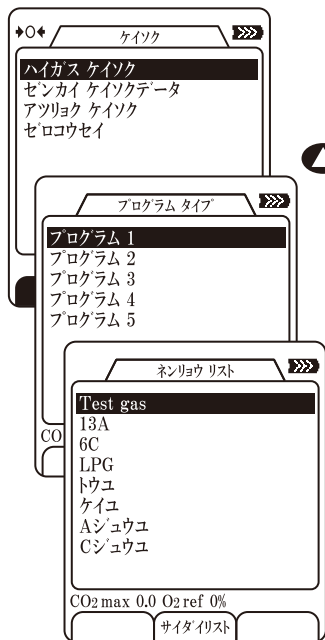 ケイソク
ハイガス ケイソク
ゼンカイ ケイソクデータ
アツリョク ケイソク
ゼロコウセイ
プログラム タイプ
プログラム 1
プログラム 2
プログラム 3
プログラム 4
プログラム 5
CO
ネンリョウ リスト
Test gas
13A
6C
LPG
トウユ
ケイユ
Aジュウユ
Cジュウユ
CO2 max 0.0 O2 ref 0%
サイダイリスト